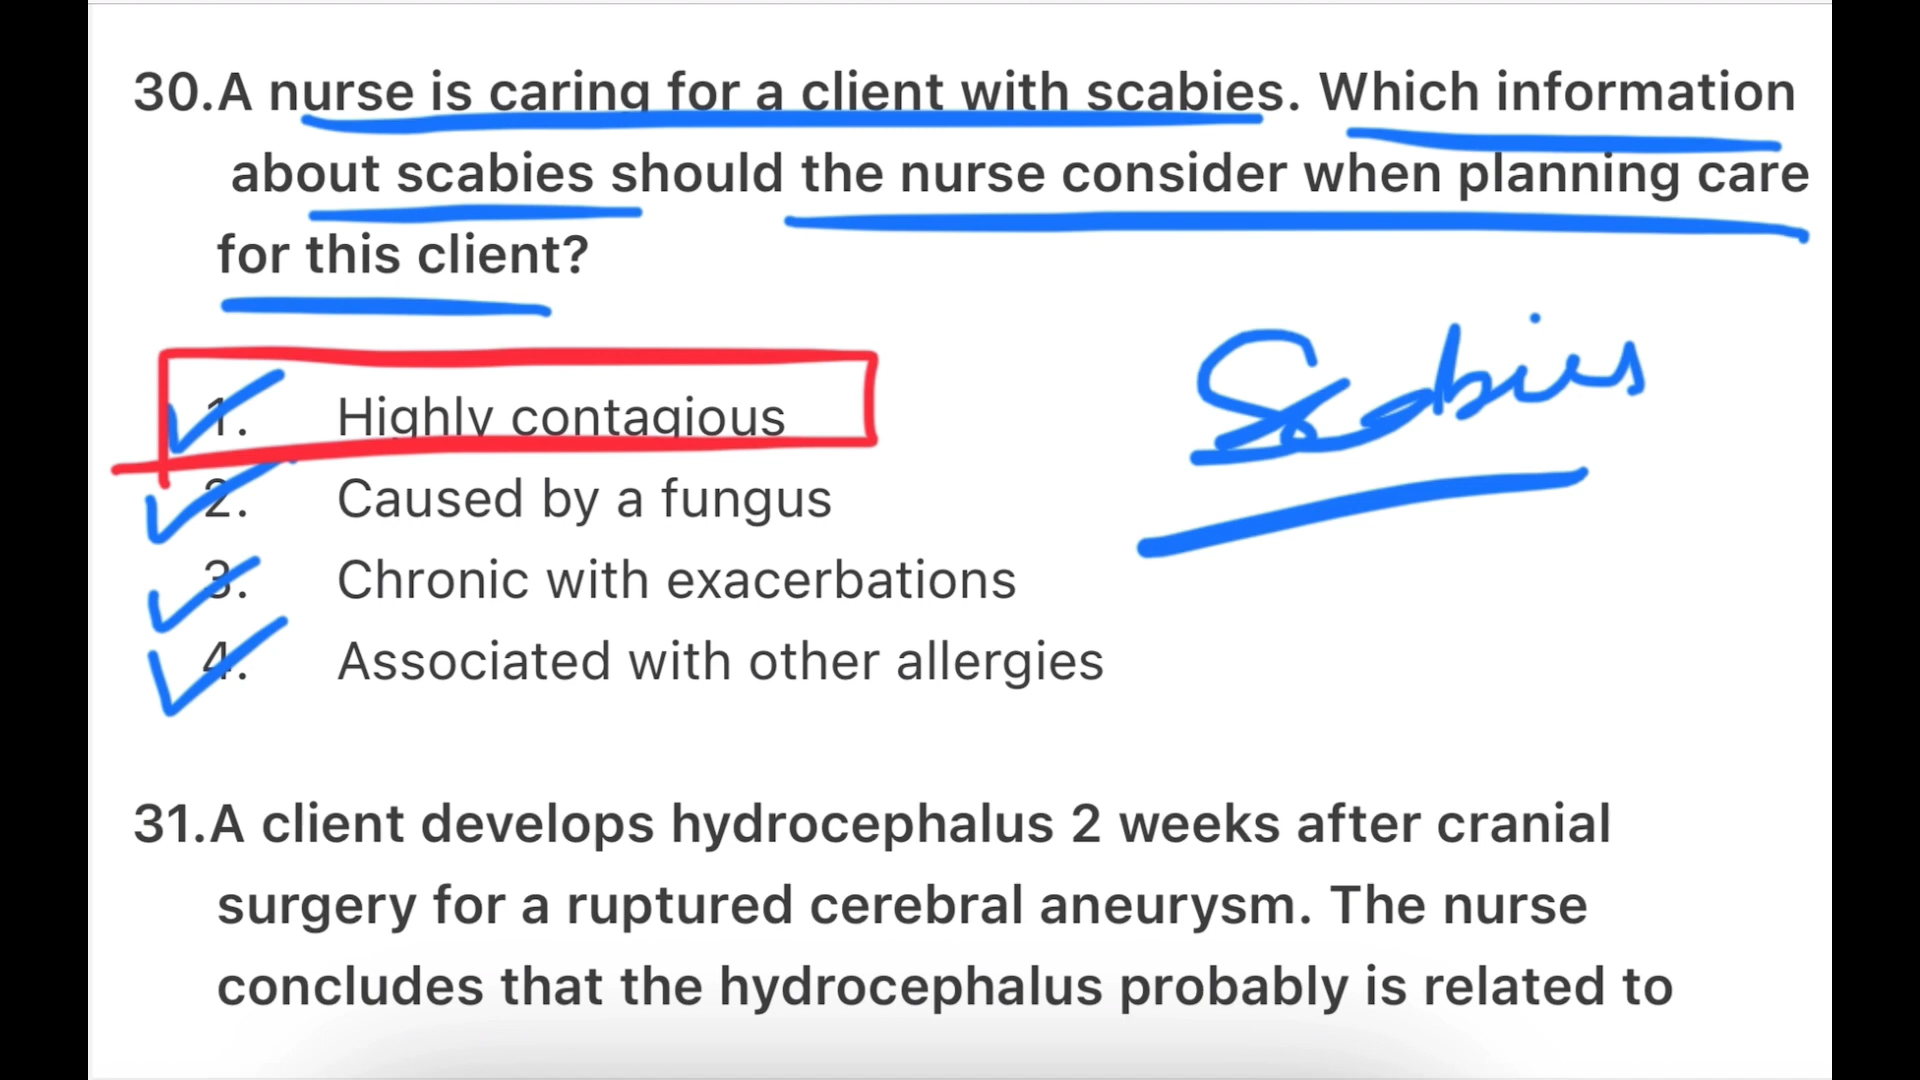 30.A nurse is caring for a client with scabies. Which information
about scabies should the nurse consider when planning care
for this client?
1. Highly contagious
Scabies
2. Caused by a fungus
3. Chronic with exacerbations
4. Associated with other allergies
31.A client develops hydrocephalus 2 weeks after cranial
surgery for a ruptured cerebral aneurysm. The nurse
concludes that the hydrocephalus probably is related to